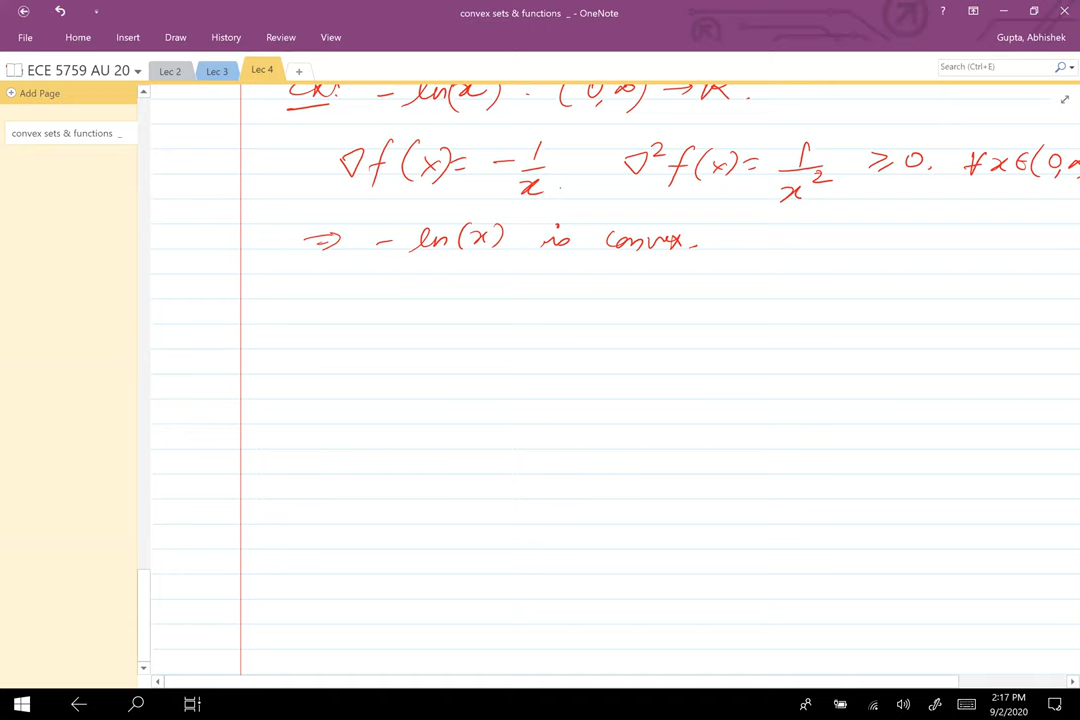 convex sets & functions _ - OneNote
File Home Insert Draw History Review View
Gupta, Abhishek
ECE 5759 AU 20
Lec 2
Lec 3
Lec 4
Search (Ctrl+E)
Add Page
convex sets & functions _
Ex: - ln(x) : (0,∞) → R.
∇f(x) = - 1/x. ∇²f(x) = 1/x² ≥ 0. ∀x∈(0,
⇒ - ln(x) is convex.
2:17 PM
9/2/2020